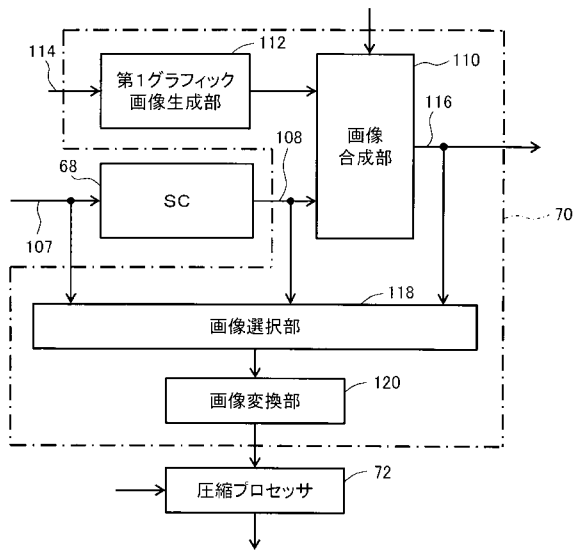 112
114
第1グラフィック
画像生成部
110
116
画像
合成部
68
108
SC
107
70
118
画像選択部
120
画像変換部
72
圧縮プロセッサ